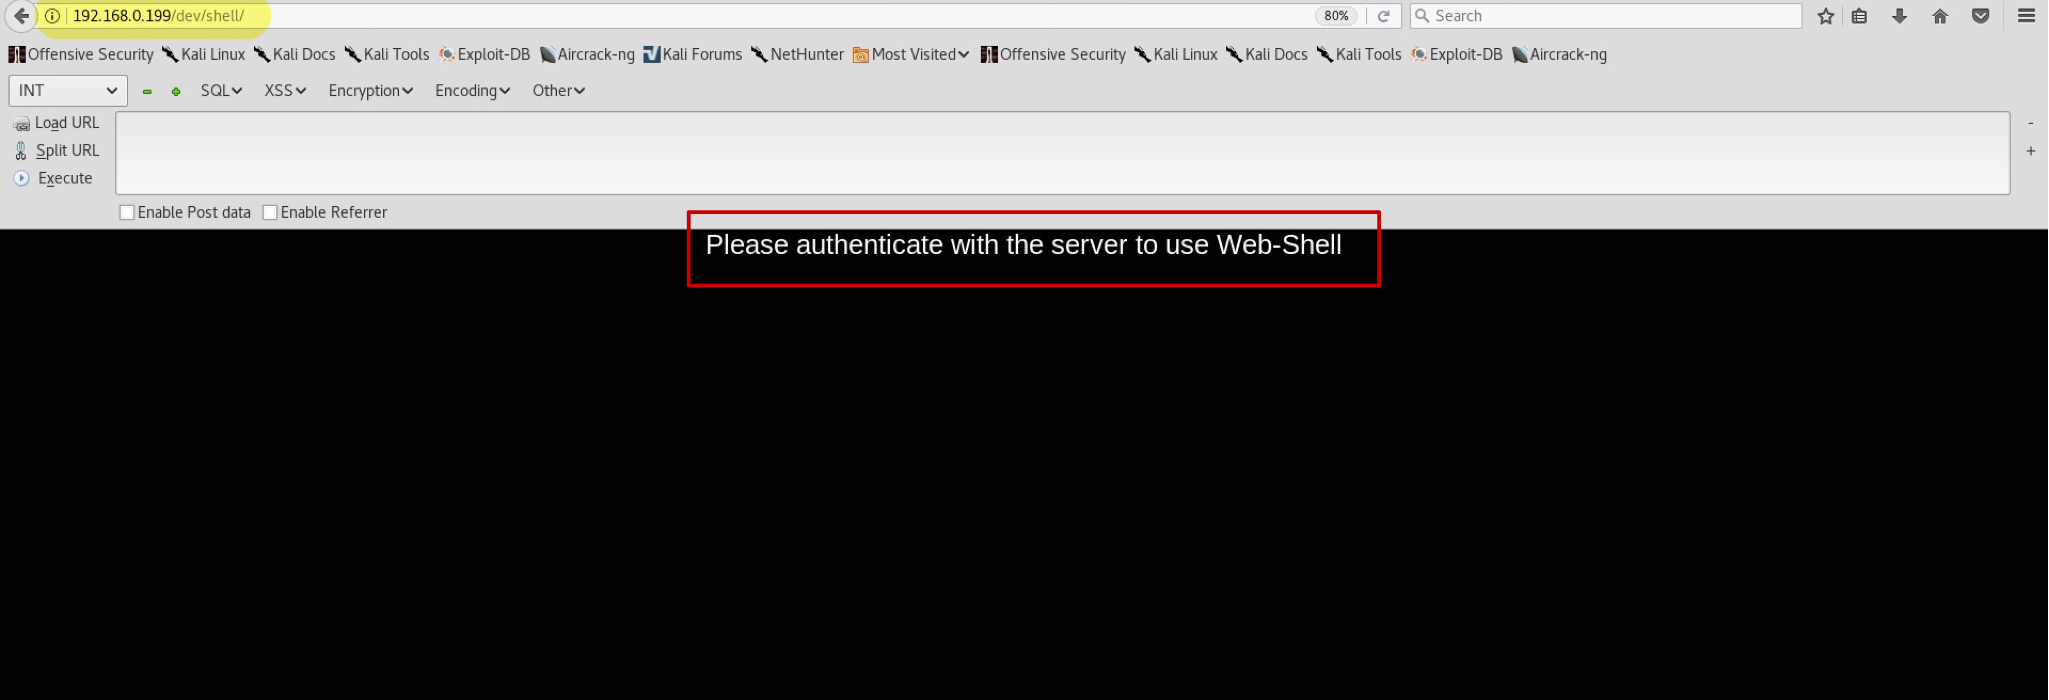 192.168.0.199/dev/shell/ 80% Search
Offensive Security Kali Linux Kali Docs Kali Tools Exploit-DB Aircrack-ng Kali Forums NetHunter Most Visited Offensive Security Kali Linux Kali Docs Kali Tools Exploit-DB Aircrack-ng
INT SQL XSS Encryption Encoding Other
Load URL -
Split URL +
Execute
Enable Post data Enable Referrer
Please authenticate with the server to use Web-Shell